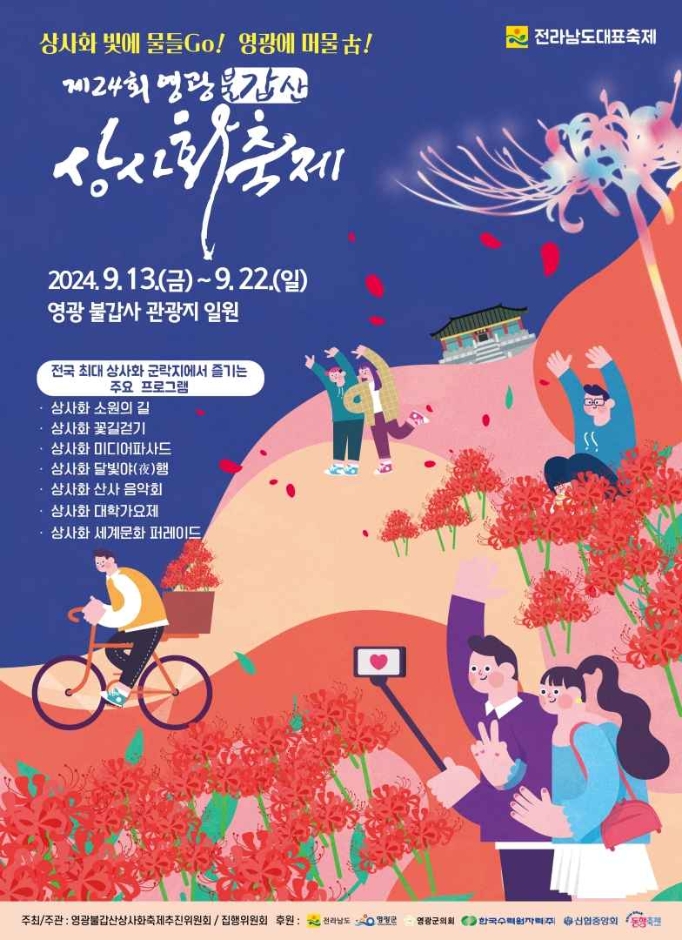 상사화 빛에 물들Go! 영광에 머물古!
전라남도대표축제
제24회 영광 불갑산
상사화축제
2024. 9. 13.(금) ~ 9. 22.(일)
영광 불갑사 관광지 일원
전국 최대 상사화 군락지에서 즐기는
주요 프로그램
· 상사화 소원의 길
· 상사화 꽃길걷기
· 상사화 미디어파사드
· 상사화 달빛야(夜)행
· 상사화 산사 음악회
· 상사화 대학가요제
· 상사화 세계문화 퍼레이드
주최/주관 : 영광불갑산상사화축제추진위원회 / 집행위원회 후원 : 전라남도 영광군 영광군의회 한국수력원자력(주) 신협중앙회 동행축제